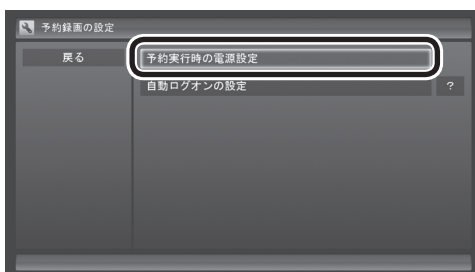 予約録画の設定
戻る
予約実行時の電源設定
自動ログオンの設定
?